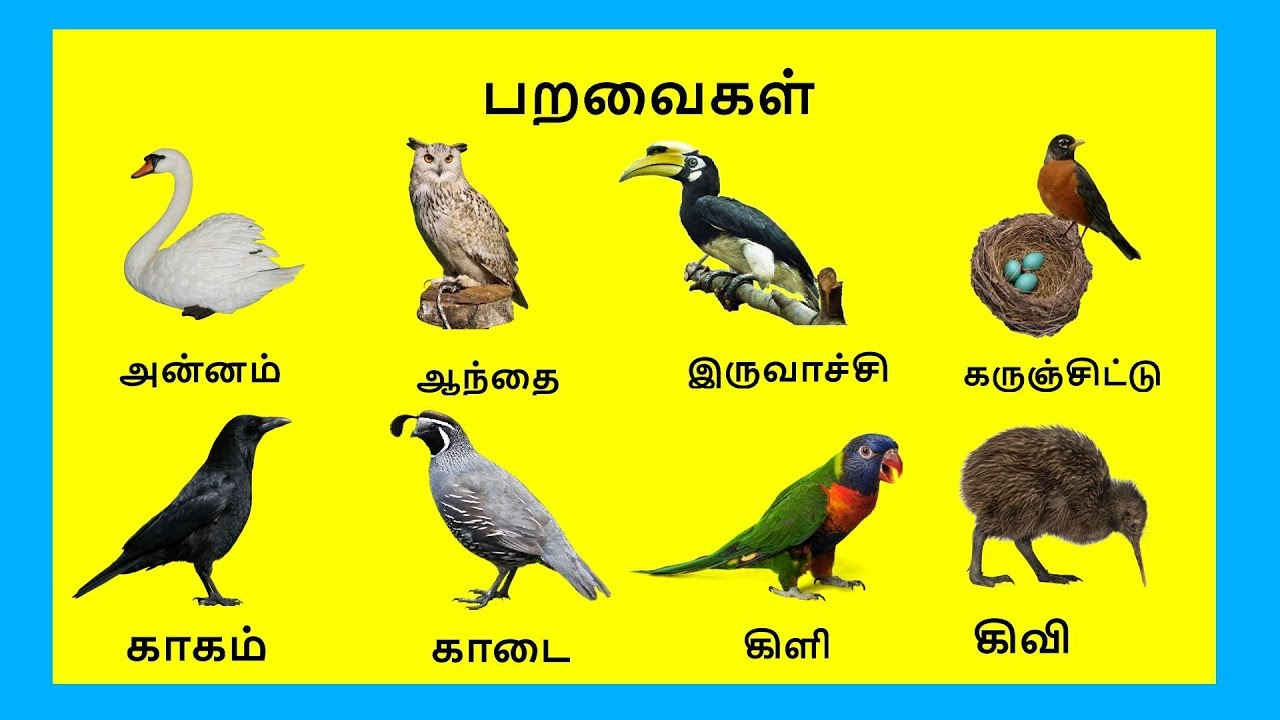 பறவைகள்
அன்னம்
ஆந்தை
இருவாச்சி
கருஞ்சிட்டு
காகம்
காடை
கிளி
கிவி